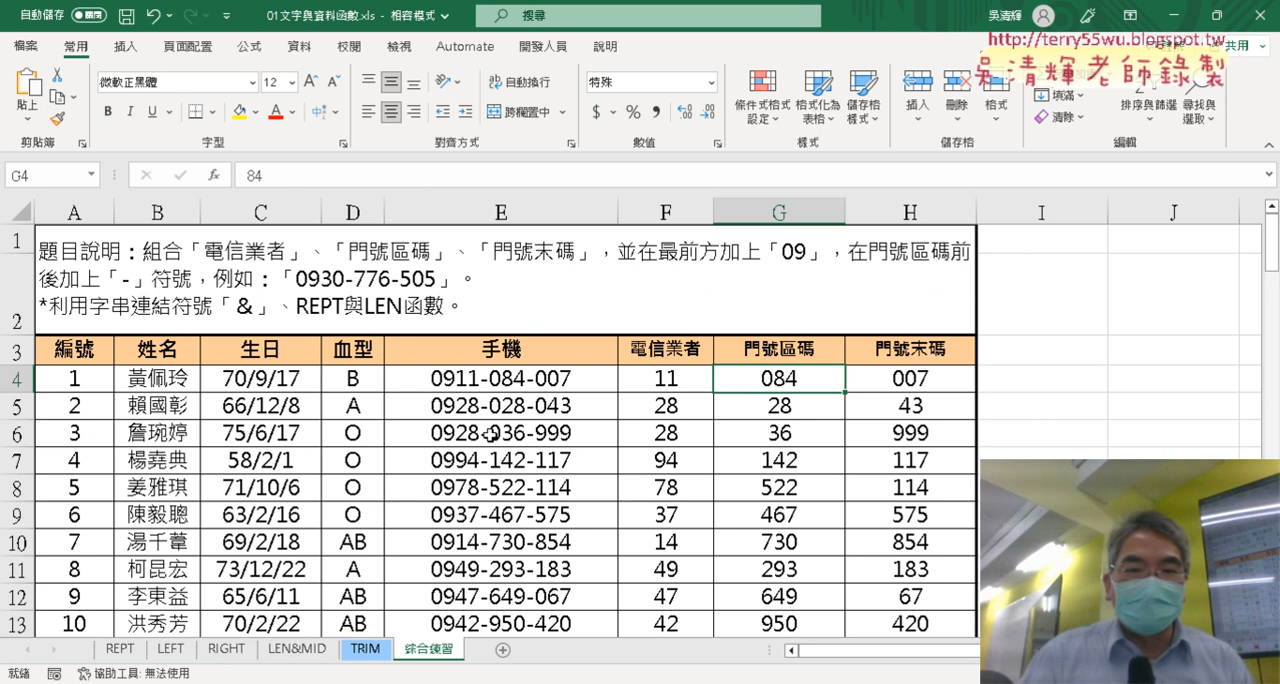 自動儲存 關閉 01文字與資料函數.xls - 相容模式 搜尋 吳清輝
檔案 常用 插入 頁面配置 公式 資料 校閱 檢視 Automate 開發人員 說明 共用
http://terry55wu.blogspot.tw
吳清輝老師錄製
貼上 微軟正黑體 12 自動換行 特殊 條件式格式設定 格式化為表格 儲存格樣式 插入 刪除 格式 填滿 排序與篩選 尋找與選取
B I U 跨欄置中 $ % 清除
剪貼簿 字型 對齊方式 數值 樣式 儲存格 編輯
G4 fx 84
A B C D E F G H I J
1 題目說明：組合「電信業者」、「門號區碼」、「門號末碼」，並在最前方加上「09」，在門號區碼前
後加上「-」符號，例如：「0930-776-505」。
2 *利用字串連結符號「&」、REPT與LEN函數。
3 編號 姓名 生日 血型 手機 電信業者 門號區碼 門號末碼
4 1 黃佩玲 70/9/17 B 0911-084-007 11 084 007
5 2 賴國彰 66/12/8 A 0928-028-043 28 28 43
6 3 詹琬婷 75/6/17 O 0928-036-999 28 36 999
7 4 楊堯典 58/2/1 O 0994-142-117 94 142 117
8 5 姜雅琪 71/10/6 O 0978-522-114 78 522 114
9 6 陳毅聰 63/2/16 O 0937-467-575 37 467 575
10 7 湯千葦 69/2/18 AB 0914-730-854 14 730 854
11 8 柯昆宏 73/12/22 A 0949-293-183 49 293 183
12 9 李東益 65/6/11 AB 0947-649-067 47 649 67
13 10 洪秀芳 70/2/22 AB 0942-950-420 42 950 420
REPT LEFT RIGHT LEN&MID TRIM 綜合練習
就緒 協助工具: 無法使用